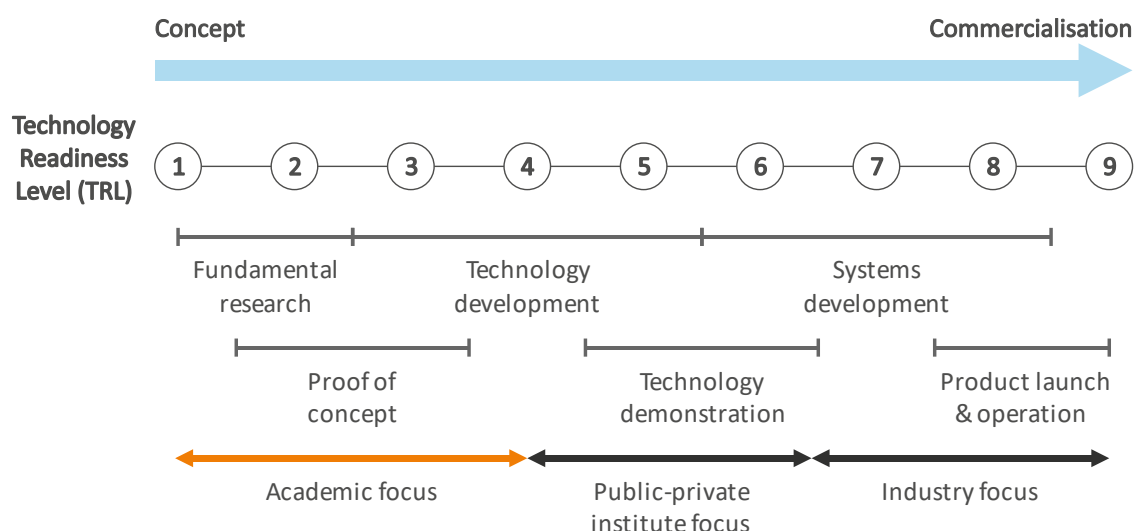 Concept
Commercialisation
Technology
Readiness
Level (TRL)
1 2 3 4 5 6 7 8 9
Fundamental
research
Technology
development
Systems
development
Proof of
concept
Technology
demonstration
Product launch
& operation
Academic focus
Public-private
institute focus
Industry focus